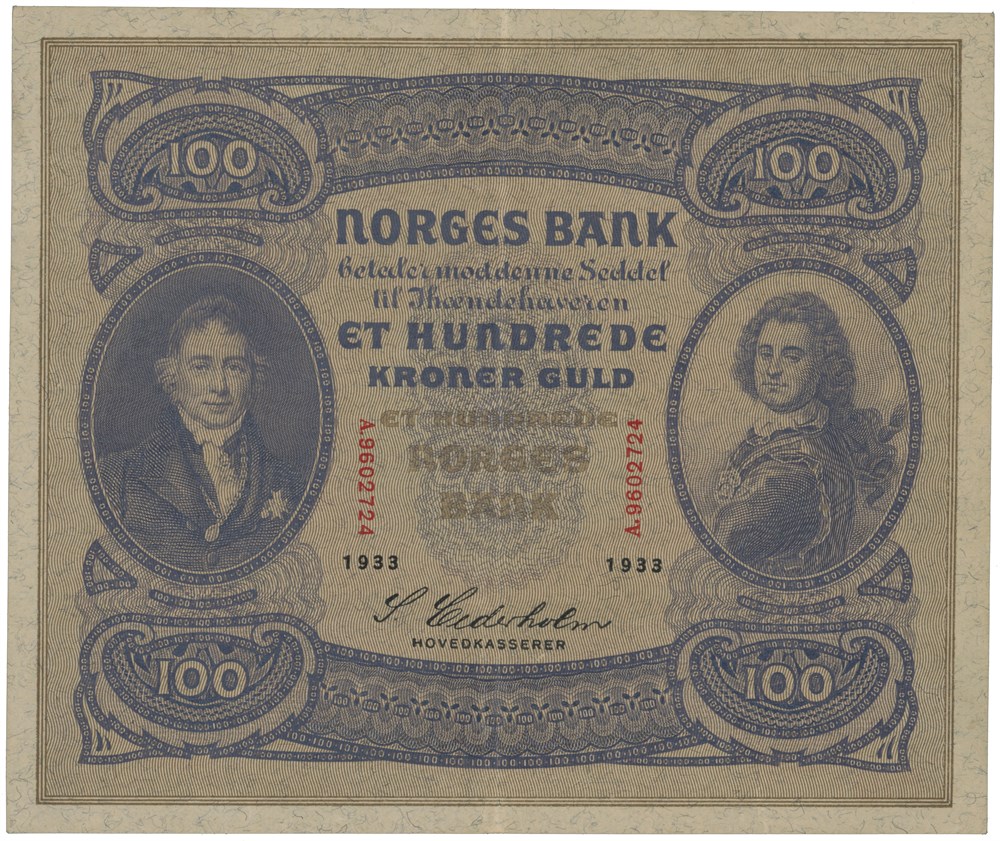 100 100
NORGES BANK
Betaler mod denne Seddel
til Ihændehaveren
ET HUNDREDE
KRONER GULD
ET HUNDREDE
NORGES
BANK
A.9602724 A.9602724
1933 1933
S. Cederholm
HOVEDKASSERER
100 100